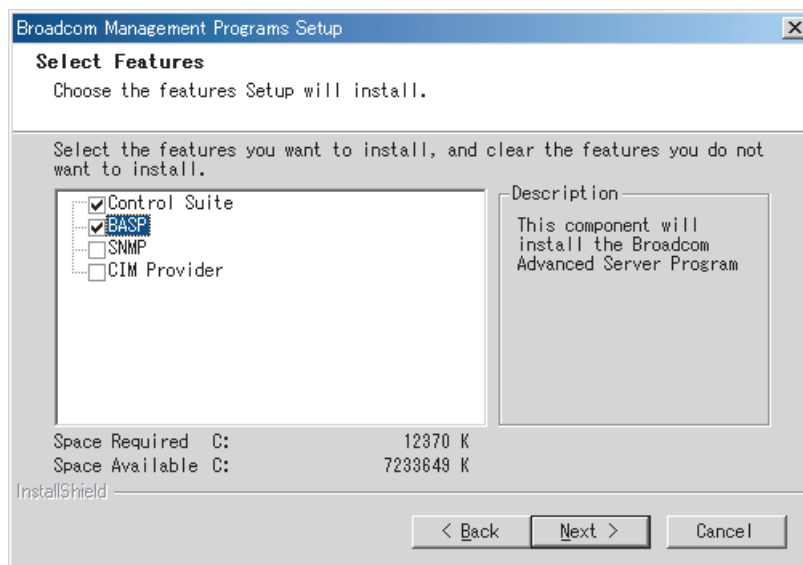 Broadcom Management Programs Setup
Select Features
Choose the features Setup will install.
Select the features you want to install, and clear the features you do not
want to install.
Control Suite
BASP
SNMP
CIM Provider
Description
This component will
install the Broadcom
Advanced Server Program
Space Required C: 12370 K
Space Available C: 7233649 K
InstallShield
< Back Next > Cancel